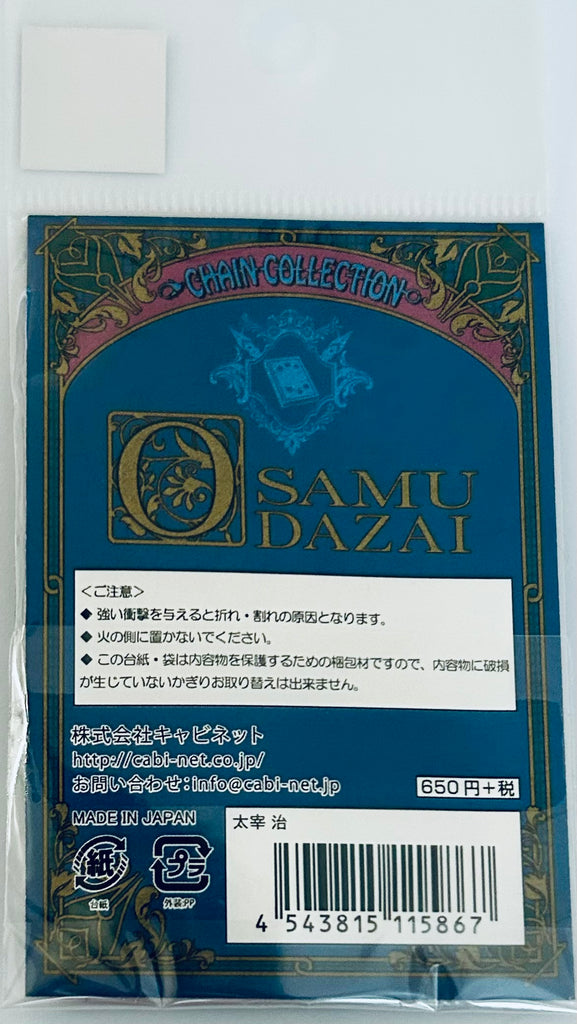 CHAIN COLLECTION
OSAMU
DAZAI
＜ご注意＞
◆ 強い衝撃を与えると折れ・割れの原因となります。
◆ 火の側に置かないでください。
◆ この台紙・袋は内容物を保護するための梱包材ですので、内容物に破損
が生じていないかぎりお取り替えは出来ません。
株式会社キャビネット
http://cabi-net.co.jp/
お問い合わせ：info@cabi-net.jp
650円＋税
MADE IN JAPAN
太宰 治
紙
プラ
台紙
外装:PP
4 543815 115867